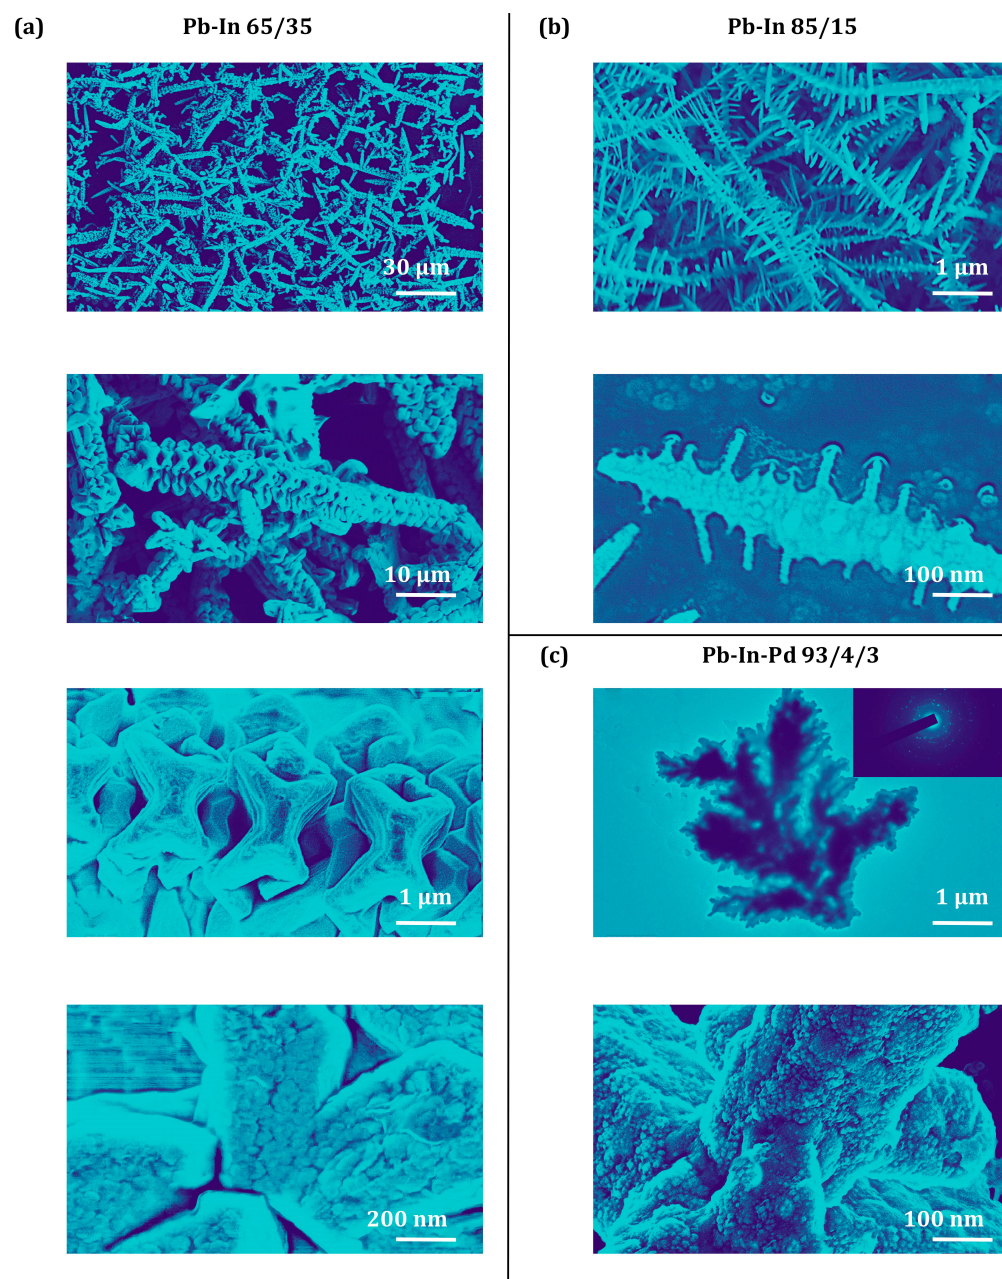 (a) Pb-In 65/35
30 μm
10 μm
1 μm
200 nm
(b) Pb-In 85/15
1 μm
100 nm
(c) Pb-In-Pd 93/4/3
1 μm
100 nm